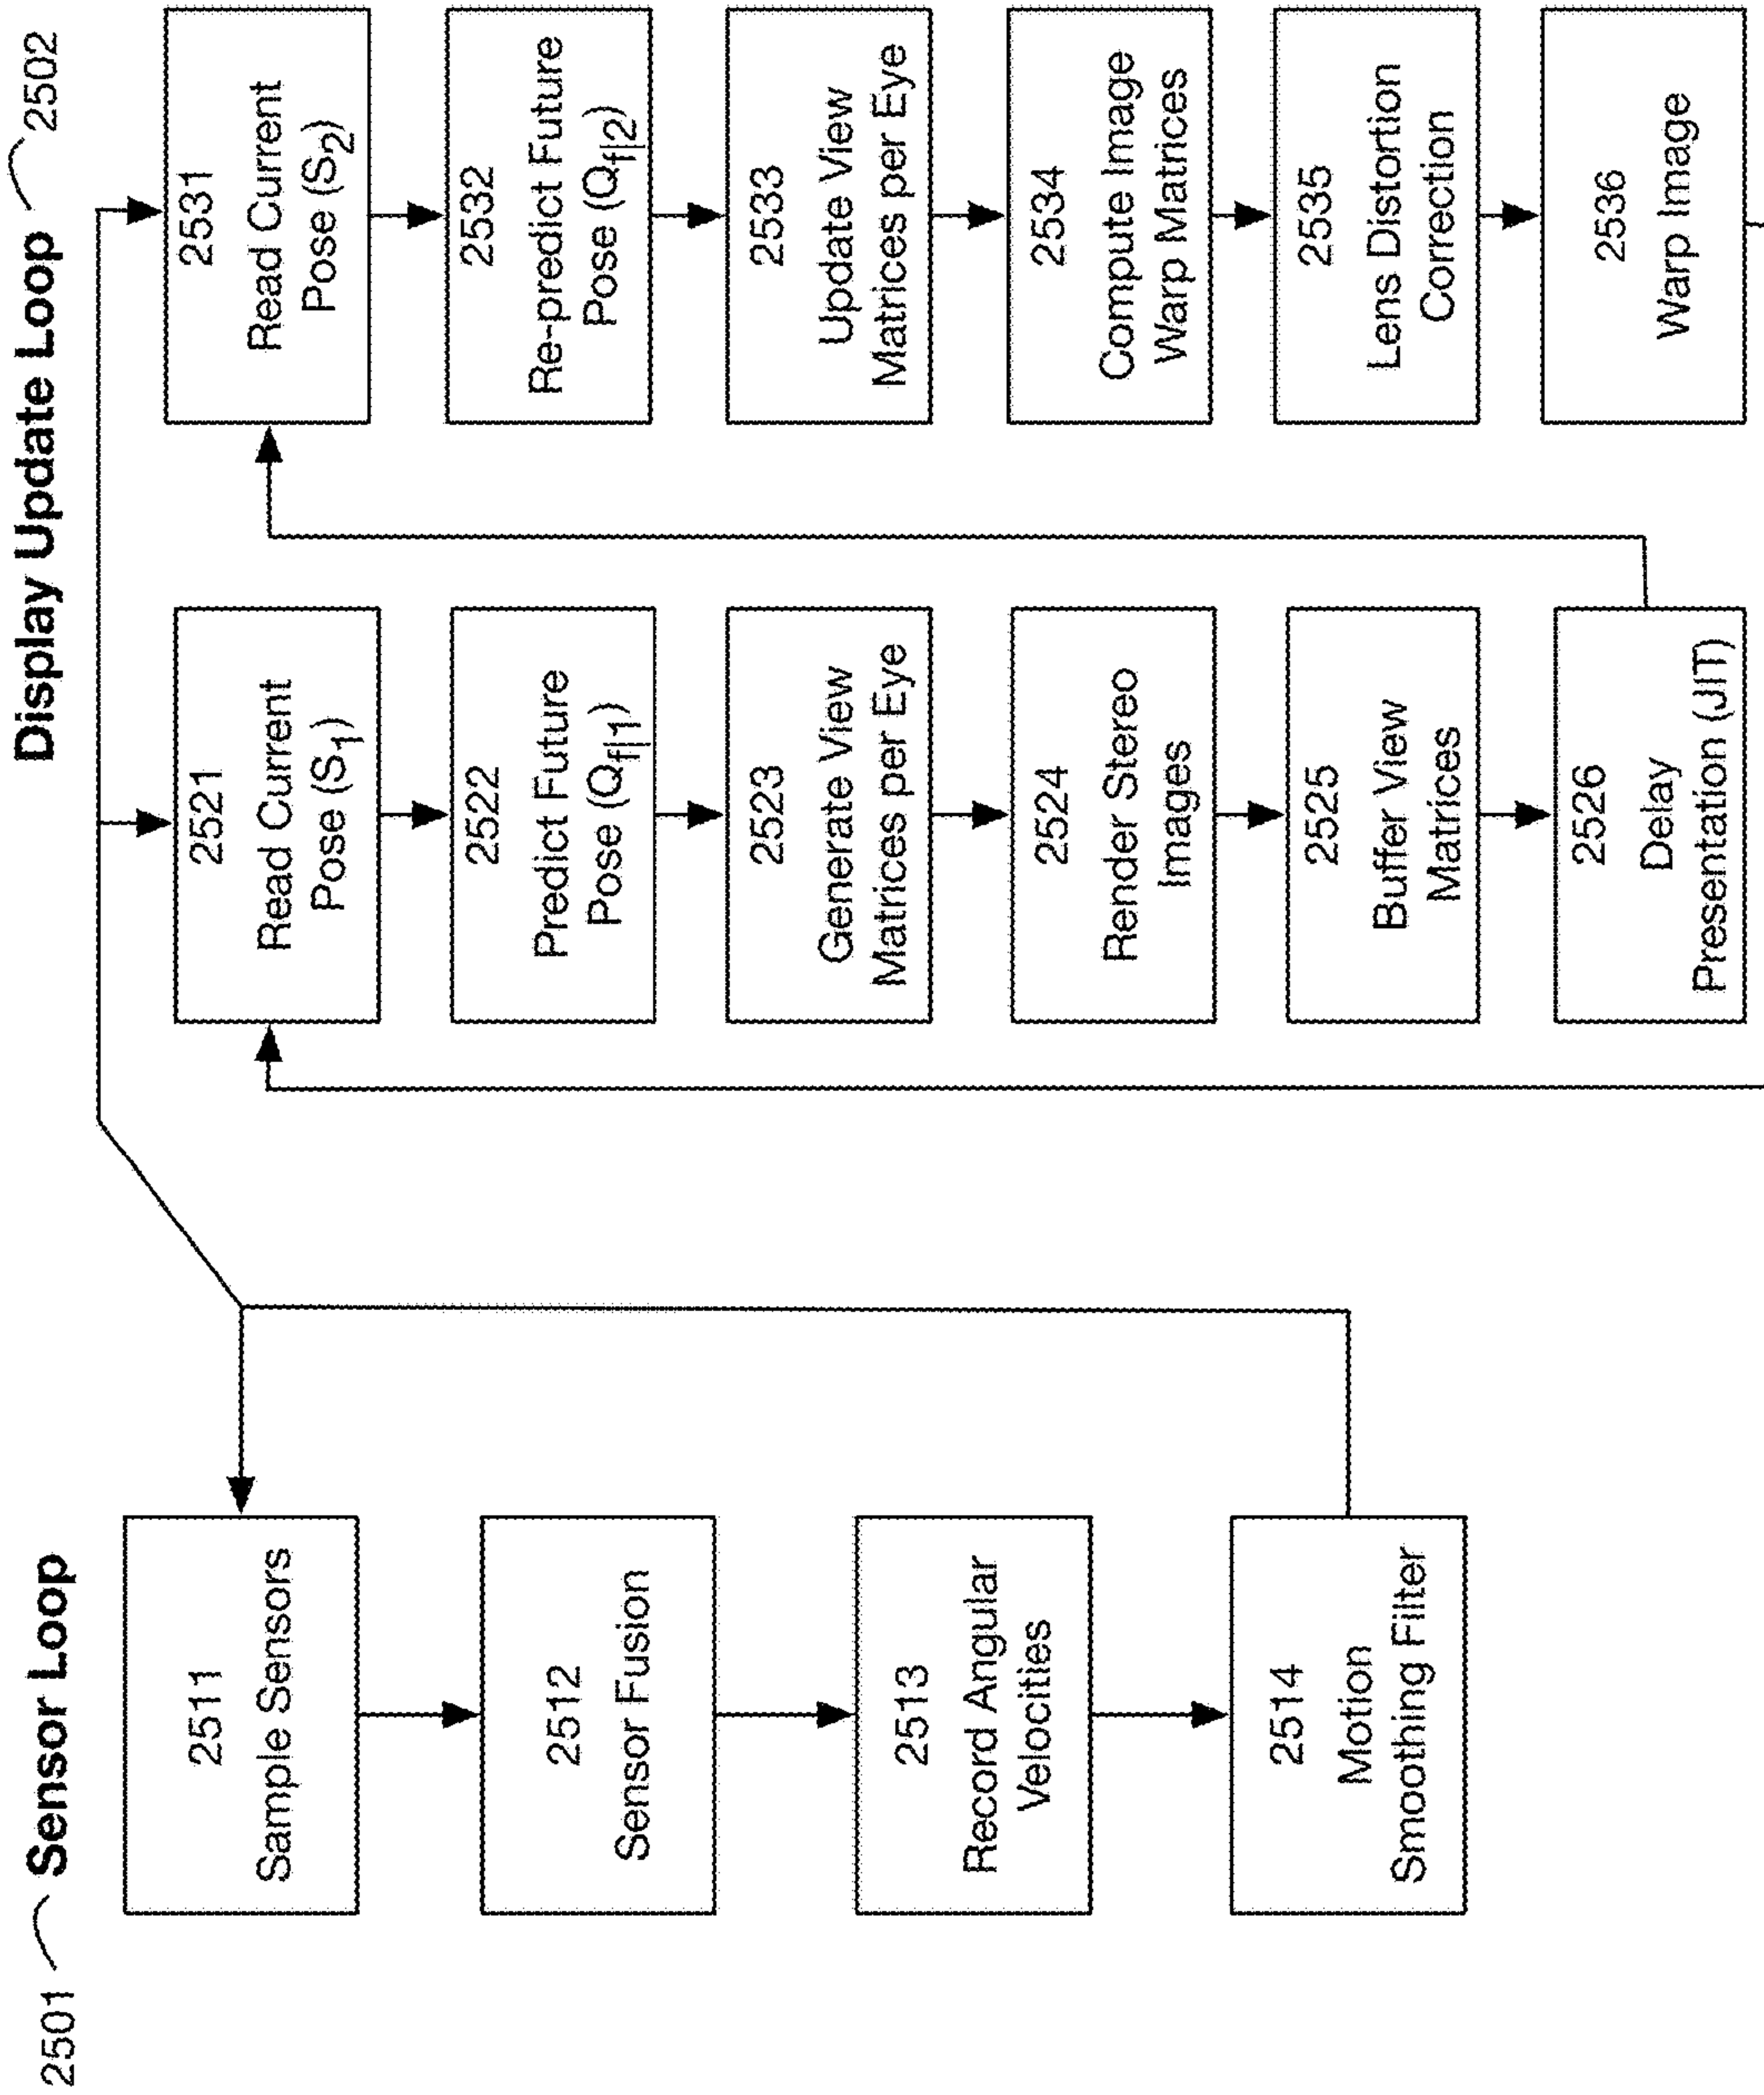 2501 Sensor Loop
2511
Sample Sensors
2512
Sensor Fusion
2513
Record Angular
Velocities
2514
Motion
Smoothing Filter
Display Update Loop 2502
2521
Read Current
Pose (S1)
2522
Predict Future
Pose (Qf|1)
2523
Generate View
Matrices per Eye
2524
Render Stereo
Images
2525
Buffer View
Matrices
2526
Delay
Presentation (JIT)
2531
Read Current
Pose (S2)
2532
Re-predict Future
Pose (Qf|2)
2533
Update View
Matrices per Eye
2534
Compute Image
Warp Matrices
2535
Lens Distortion
Correction
2536
Warp Image